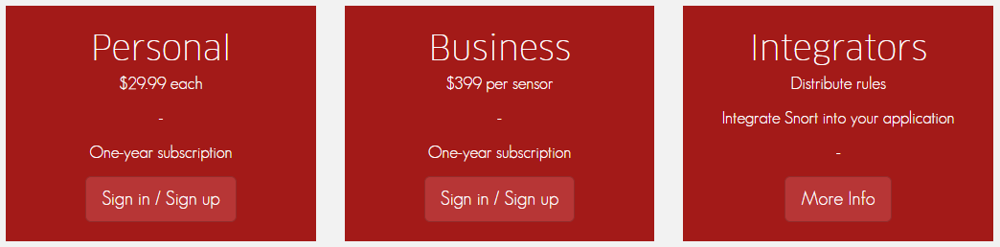 Personal
$29.99 each
-
One-year subscription
Sign in / Sign up
Business
$399 per sensor
-
One-year subscription
Sign in / Sign up
Integrators
Distribute rules
Integrate Snort into your application
-
More Info